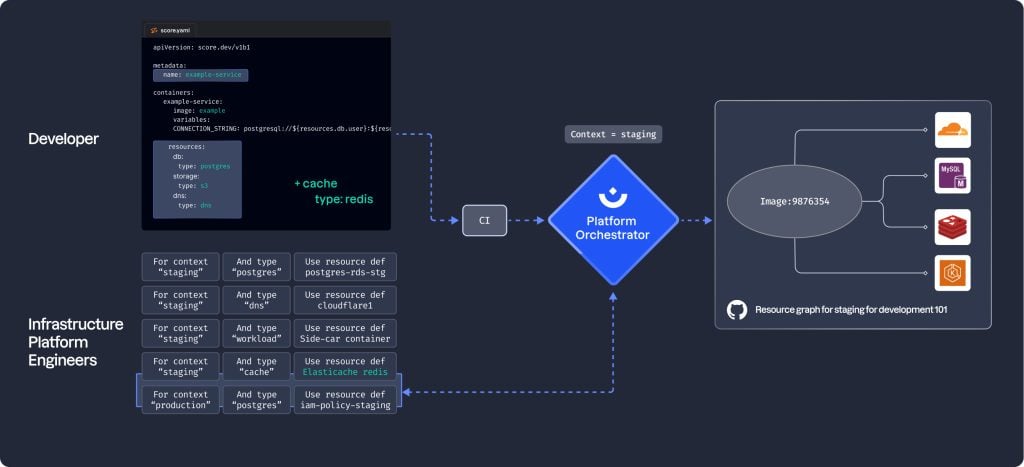 score.yaml
apiVersion: score.dev/v1b1
metadata:
name: example-service
containers:
example-service:
image: example
variables:
CONNECTION_STRING: postgresql://${resources.db.user}:${resou
resources:
db:
type: postgres
storage:
type: s3
dns:
type: dns
+ cache
type: redis
Developer
CI
Context = staging
Platform
Orchestrator
Image:9876354
MySQL
Resource graph for staging for development 101
Infrastructure
Platform
Engineers
For context
“staging”
And type
“postgres”
Use resource def
postgres-rds-stg
For context
“staging”
And type
“dns”
Use resource def
cloudflare1
For context
“staging”
And type
“workload”
Use resource def
Side-car container
For context
“staging”
And type
“cache”
Use resource def
Elasticache redis
For context
“production”
And type
“postgres”
Use resource def
iam-policy-staging